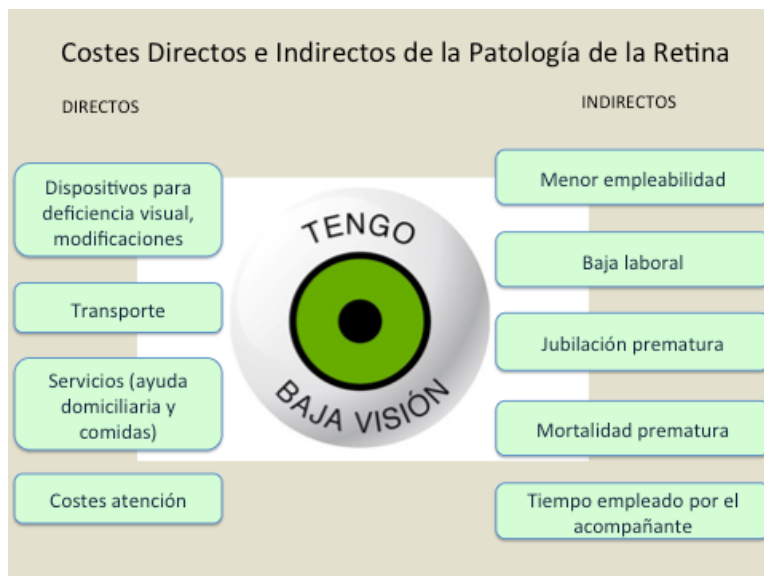 Costes Directos e Indirectos de la Patología de la Retina
DIRECTOS
Dispositivos para
deficiencia visual,
modificaciones
Transporte
Servicios (ayuda
domiciliaria y
comidas)
Costes atención
TENGO
BAJA VISIÓN
INDIRECTOS
Menor empleabilidad
Baja laboral
Jubilación prematura
Mortalidad prematura
Tiempo empleado por el
acompañante